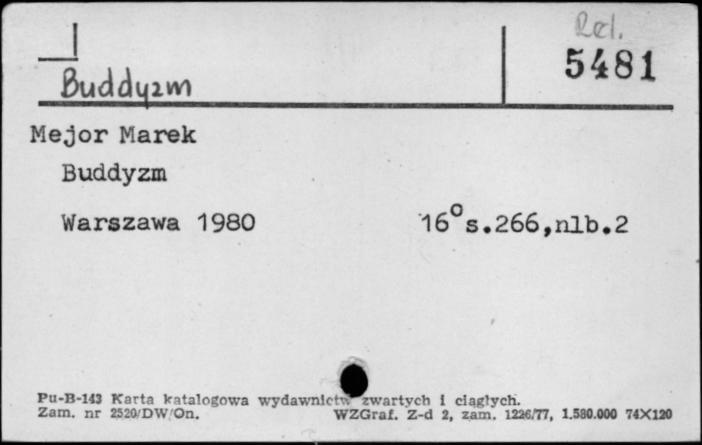 Rel.
5481
Buddyzm
Mejor Marek
Buddyzm
Warszawa 1980 16° s.266,nlb.2
Pu-B-143 Karta katalogowa wydawnictw zwartych i ciągłych.
Zam. nr 2520/DW/On. WZGraf. Z-d 2, zam. 1226/77, 1.580.000 74X120